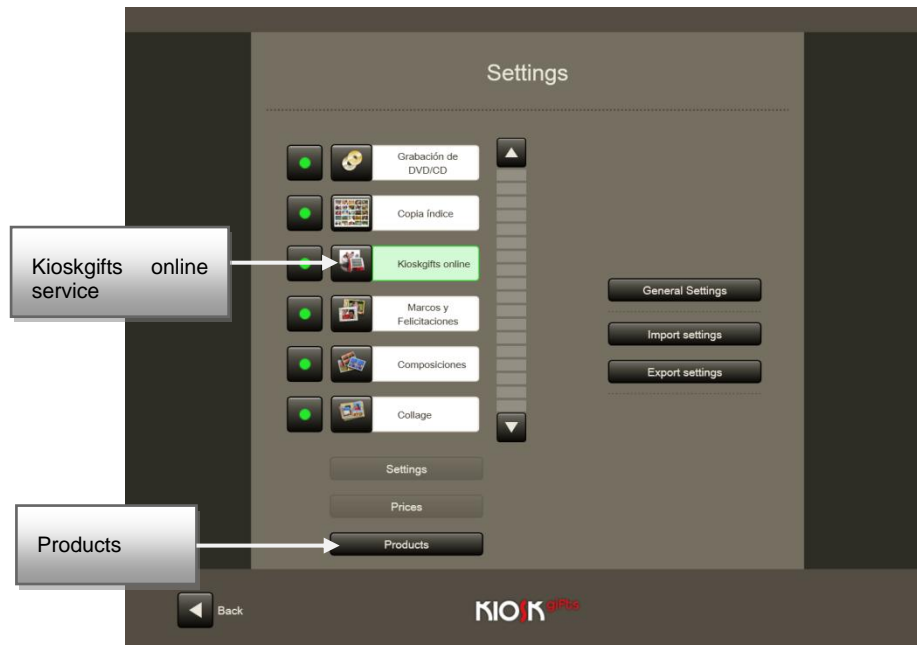 Settings
Grabación de
DVD/CD
Copia índice
Kioskgifts online
service
Kioskgifts online
Marcos y
Felicitaciones
General Settings
Import settings
Composiciones
Export settings
Collage
Settings
Prices
Products
Products
Back
KIOSK gifts